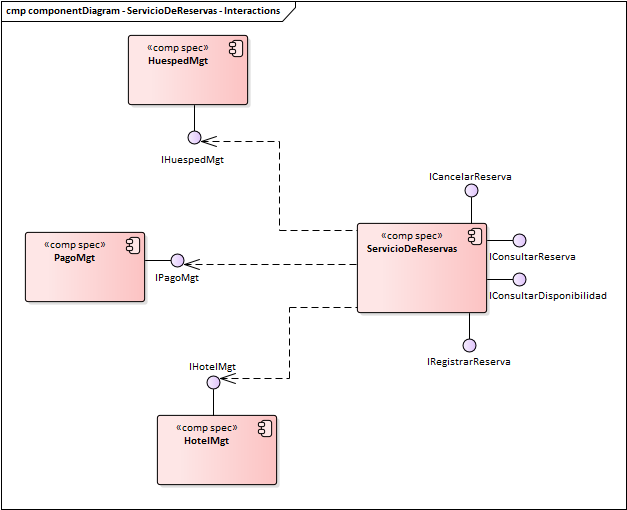 cmp componentDiagram - ServicioDeReservas - Interactions
«comp spec»
HuespedMgt
IHuespedMgt
ICancelarReserva
«comp spec»
PagoMgt
IPagoMgt
«comp spec»
ServicioDeReservas
IConsultarReserva
IConsultarDisponibilidad
IRegistrarReserva
IHotelMgt
«comp spec»
HotelMgt